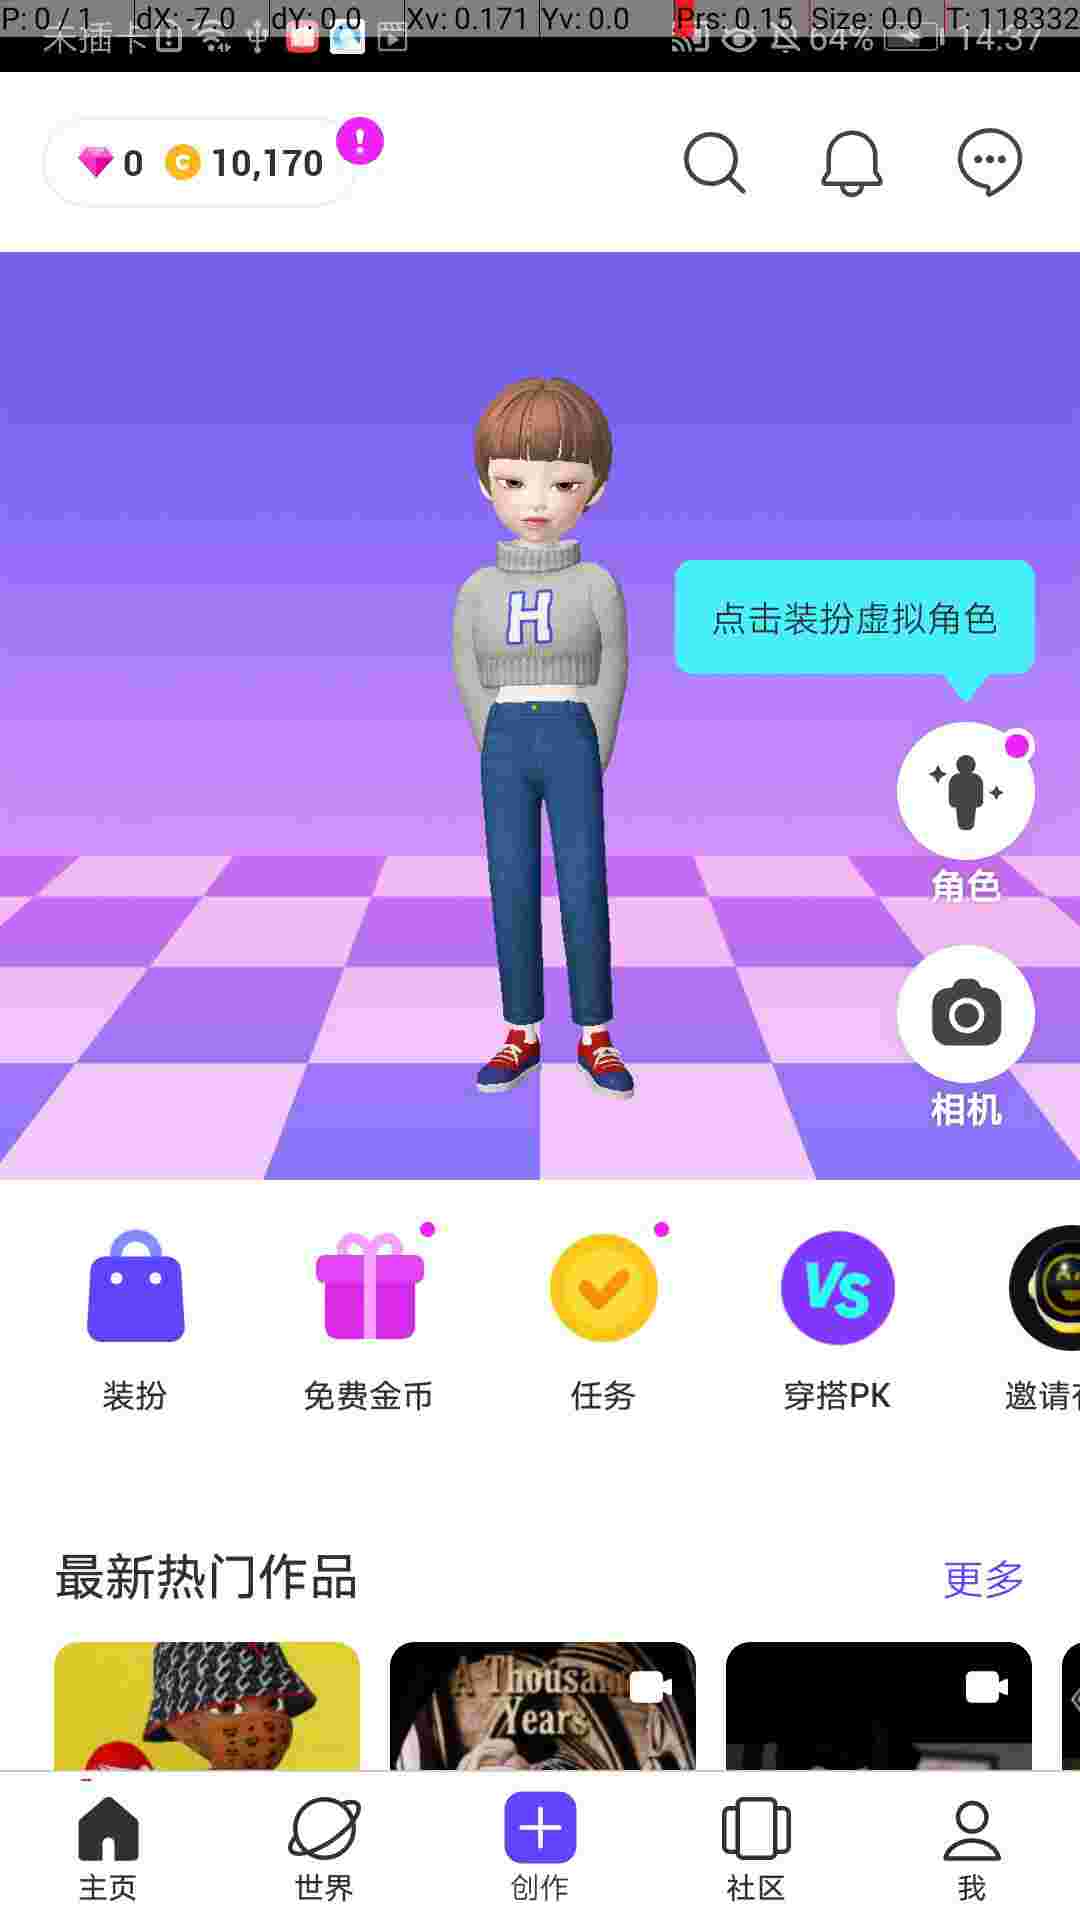 P: 0 / 1 dX: -7.0 dY: 0.0 Xv: 0.171 Yv: 0.0 Prs: 0.15 Size: 0.0 T: 118332
未插卡 64% 14:37
0 10,170
H
点击装扮虚拟角色
角色
相机
装扮 免费金币 任务 穿搭PK 邀请
VS
最新热门作品 更多
A Thousan
Years
主页 世界 创作 社区 我